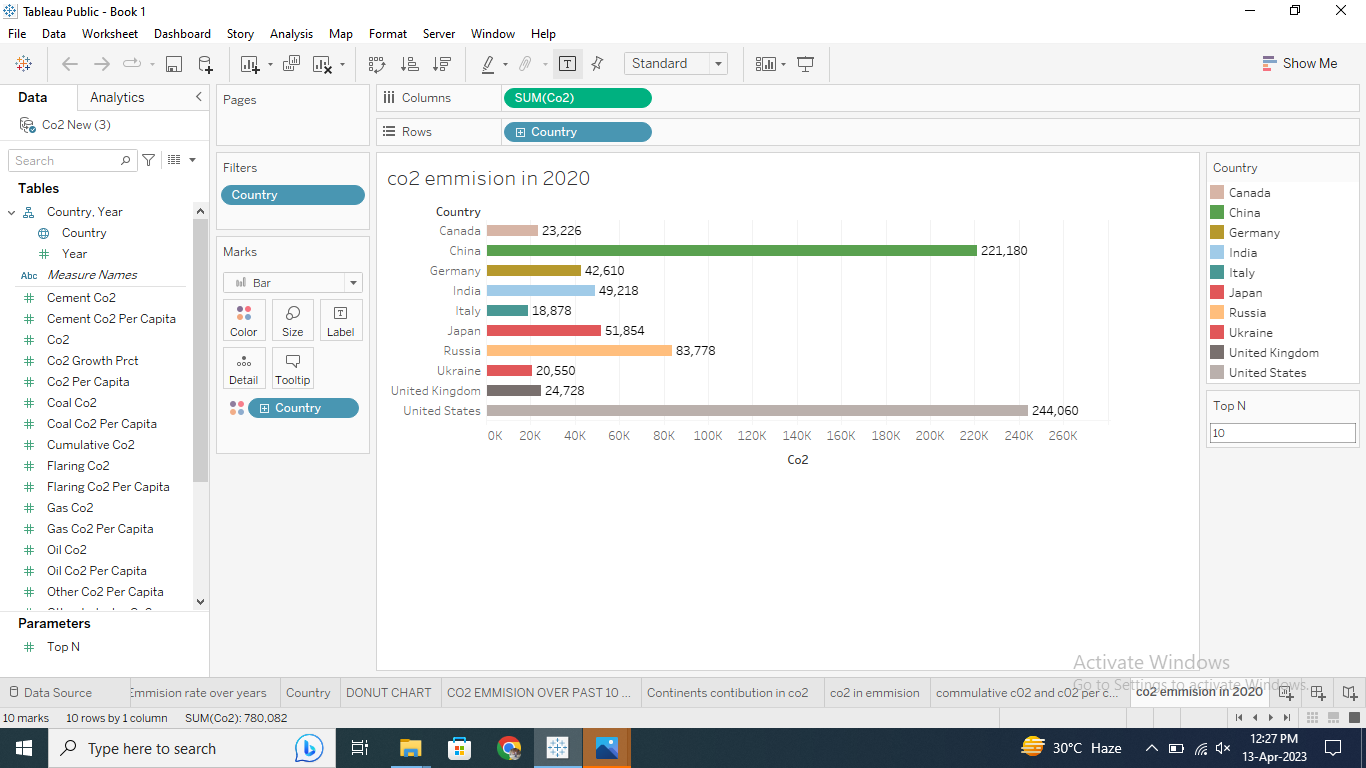 Tableau Public - Book 1
File Data Worksheet Dashboard Story Analysis Map Format Server Window Help
Standard
Show Me
Data Analytics
Co2 New (3)
Search
Tables
Country, Year
Country
Year
Abc Measure Names
Cement Co2
Cement Co2 Per Capita
Co2
Co2 Growth Prct
Co2 Per Capita
Coal Co2
Coal Co2 Per Capita
Cumulative Co2
Flaring Co2
Flaring Co2 Per Capita
Gas Co2
Gas Co2 Per Capita
Oil Co2
Oil Co2 Per Capita
Other Co2 Per Capita
Parameters
Top N
Pages
Filters
Country
Marks
Bar
Color Size Label
Detail Tooltip
Country
Columns SUM(Co2)
Rows Country
co2 emmision in 2020
Country
Canada 23,226
China 221,180
Germany 42,610
India 49,218
Italy 18,878
Japan 51,854
Russia 83,778
Ukraine 20,550
United Kingdom 24,728
United States 244,060
0K 20K 40K 60K 80K 100K 120K 140K 160K 180K 200K 220K 240K 260K
Co2
Country
Canada
China
Germany
India
Italy
Japan
Russia
Ukraine
United Kingdom
United States
Top N
10
Activate Windows
Go to Settings to activate Windows.
Data Source Emmision rate over years Country DONUT CHART CO2 EMMISION OVER PAST 10 ... Continents contibution in co2 co2 in emmision commulative c02 and c02 per c... co2 emmision in 2020
10 marks 10 rows by 1 column SUM(Co2): 780,082
Type here to search
30°C Haze
12:27 PM
13-Apr-2023